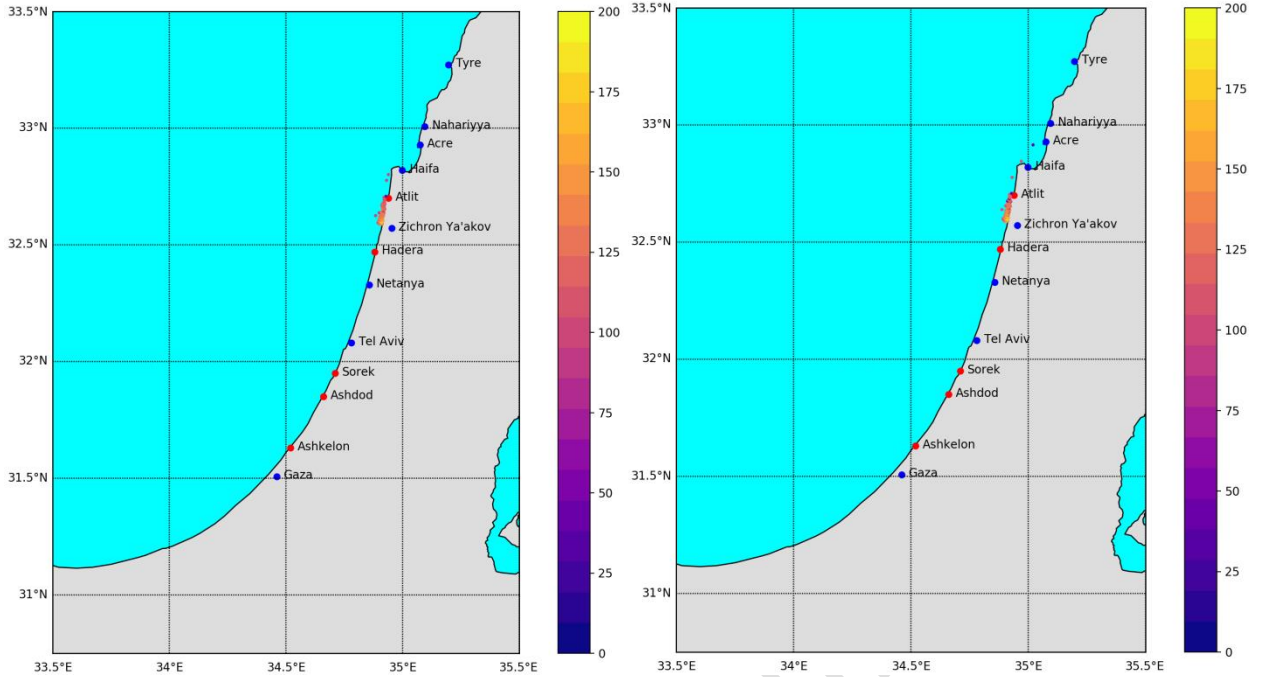 33.5°N
33°N
32.5°N
32°N
31.5°N
31°N
33.5°E
34°E
34.5°E
35°E
35.5°E
Tyre
Nahariyya
Acre
Haifa
Atlit
Zichron Ya'akov
Hadera
Netanya
Tel Aviv
Sorek
Ashdod
Ashkelon
Gaza
200
175
150
125
100
75
50
25
0
33.5°N
33°N
32.5°N
32°N
31.5°N
31°N
33.5°E
34°E
34.5°E
35°E
35.5°E
Tyre
Nahariyya
Acre
Haifa
Atlit
Zichron Ya'akov
Hadera
Netanya
Tel Aviv
Sorek
Ashdod
Ashkelon
Gaza
200
175
150
125
100
75
50
25
0